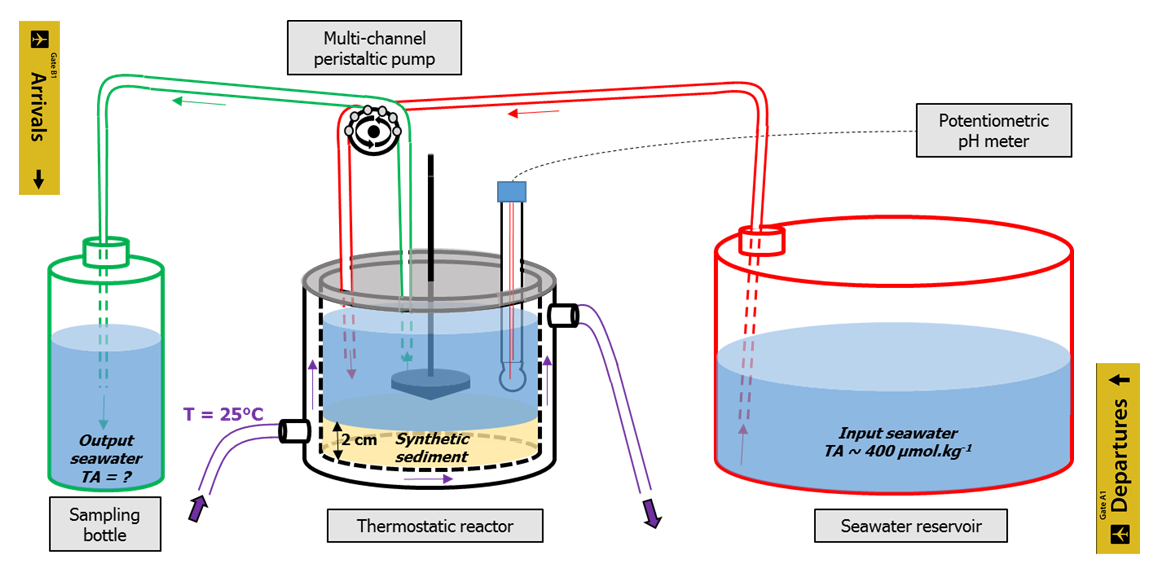 Gate B1
Arrivals
Multi-channel
peristaltic pump
Potentiometric
pH meter
T = 25°C
2 cm
Synthetic
sediment
Output
seawater
TA = ?
Input seawater
TA ~ 400 µmol.kg⁻¹
Gate A1
Departures
Sampling
bottle
Thermostatic reactor
Seawater reservoir